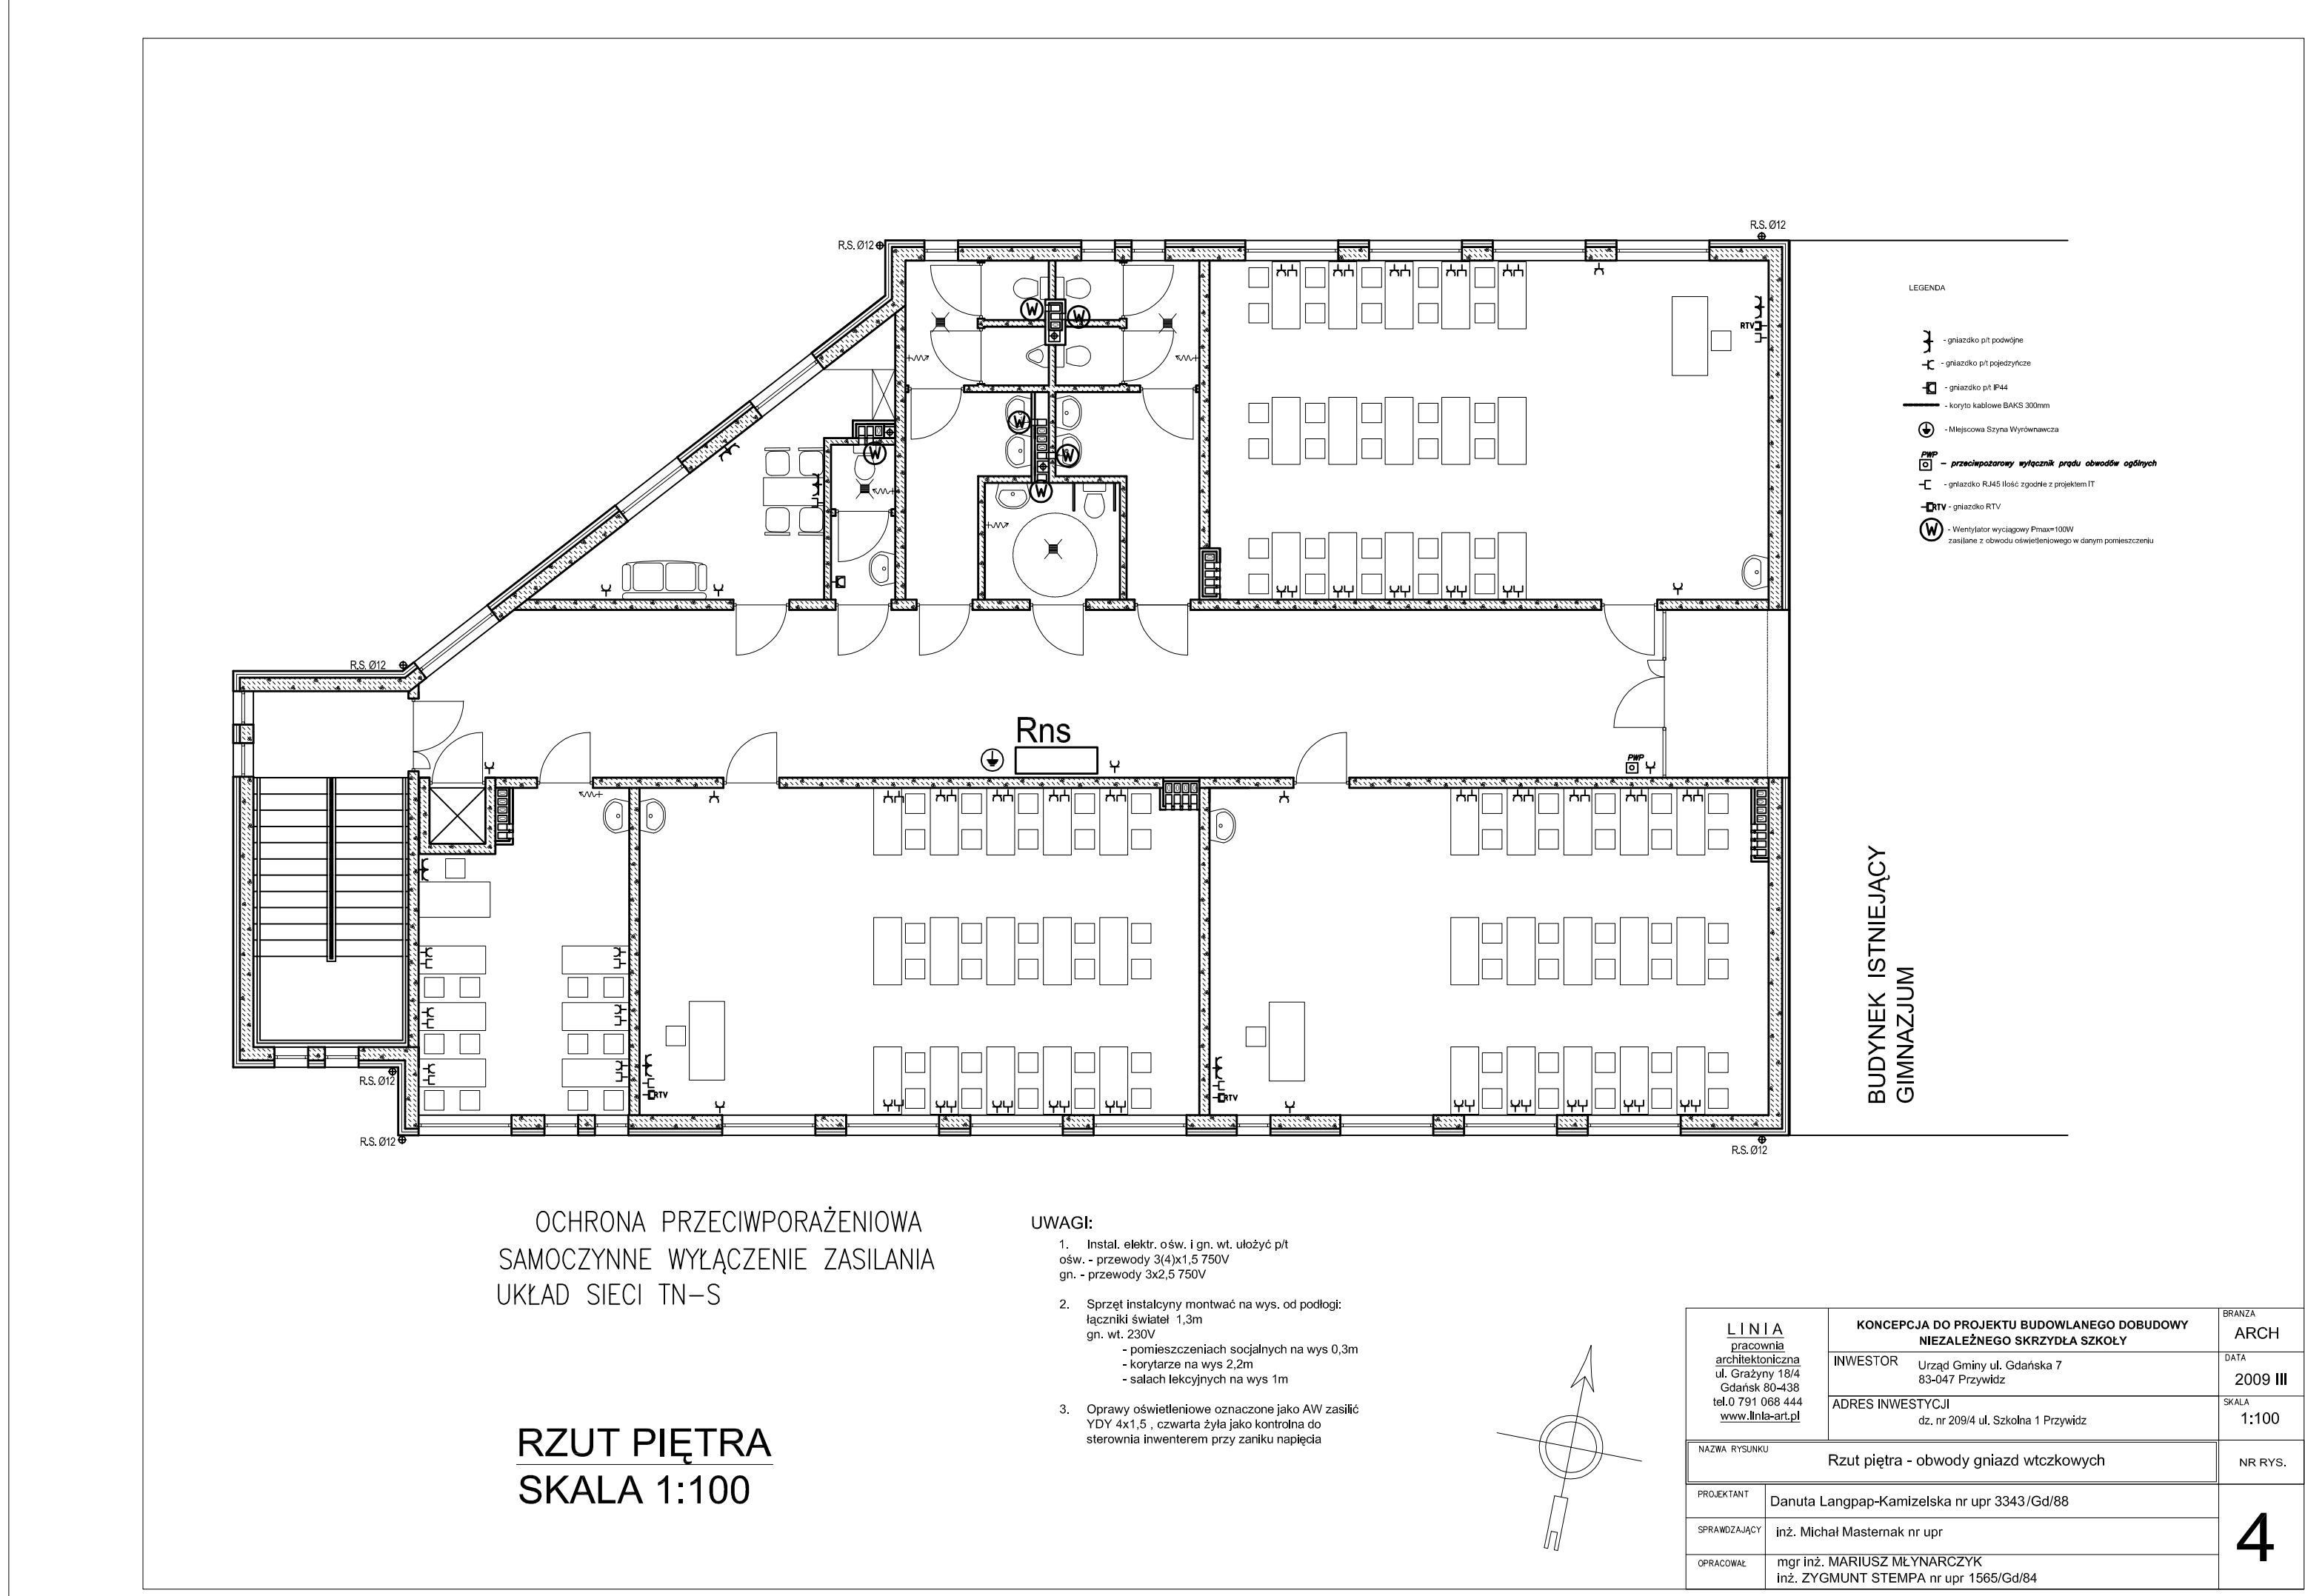 R.S. Ø12
R.S. Ø12
LEGENDA
- gniazdko p/t podwójne
- gniazdko p/t pojedzyńcze
- gniazdko p/t IP44
- koryto kablowe BAKS 300mm
- Miejscowa Szyna Wyrównawcza
PWP
- przeciwpożarowy wyłącznik prądu obwodów ogólnych
- gniazdko RJ45 Ilość zgodnie z projektem IT
RTV - gniazdko RTV
W - Wentylator wyciągowy Pmax=100W
zasilane z obwodu oświetleniowego w danym pomieszczeniu
W
W
RTV
W
W
W
W
R.S. Ø12
Rns
PWP
BUDYNEK ISTNIEJĄCY
GIMNAZJUM
R.S. Ø12
RTV
RTV
R.S. Ø12
R.S. Ø12
OCHRONA PRZECIWPORAŻENIOWA
SAMOCZYNNE WYŁĄCZENIE ZASILANIA
UKŁAD SIECI TN-S
RZUT PIĘTRA
SKALA 1:100
UWAGI:
1. Instal. elektr. ośw. i gn. wt. ułożyć p/t
ośw. - przewody 3(4)x1,5 750V
gn. - przewody 3x2,5 750V
2. Sprzęt instalcyny montwać na wys. od podłogi:
łączniki świateł 1,3m
gn. wt. 230V
- pomieszczeniach socjalnych na wys 0,3m
- korytarze na wys 2,2m
- salach lekcyjnych na wys 1m
3. Oprawy oświetleniowe oznaczone jako AW zasilić
YDY 4x1,5 , czwarta żyła jako kontrolna do
sterownia inwenterem przy zaniku napięcia
LINIA
pracownia
architektoniczna
ul. Grażyny 18/4
Gdańsk 80-438
tel.0 791 068 444
www.linia-art.pl
KONCEPCJA DO PROJEKTU BUDOWLANEGO DOBUDOWY
NIEZALEŻNEGO SKRZYDŁA SZKOŁY
BRANZA
ARCH
INWESTOR Urząd Gminy ul. Gdańska 7
83-047 Przywidz
DATA
2009 III
ADRES INWESTYCJI
dz. nr 209/4 ul. Szkolna 1 Przywidz
SKALA
1:100
NAZWA RYSUNKU
Rzut piętra - obwody gniazd wtczkowych
NR RYS.
PROJEKTANT Danuta Langpap-Kamizelska nr upr 3343/Gd/88
SPRAWDZAJĄCY inż. Michał Masternak nr upr
OPRACOWAŁ mgr inż. MARIUSZ MŁYNARCZYK
inż. ZYGMUNT STEMPA nr upr 1565/Gd/84
4